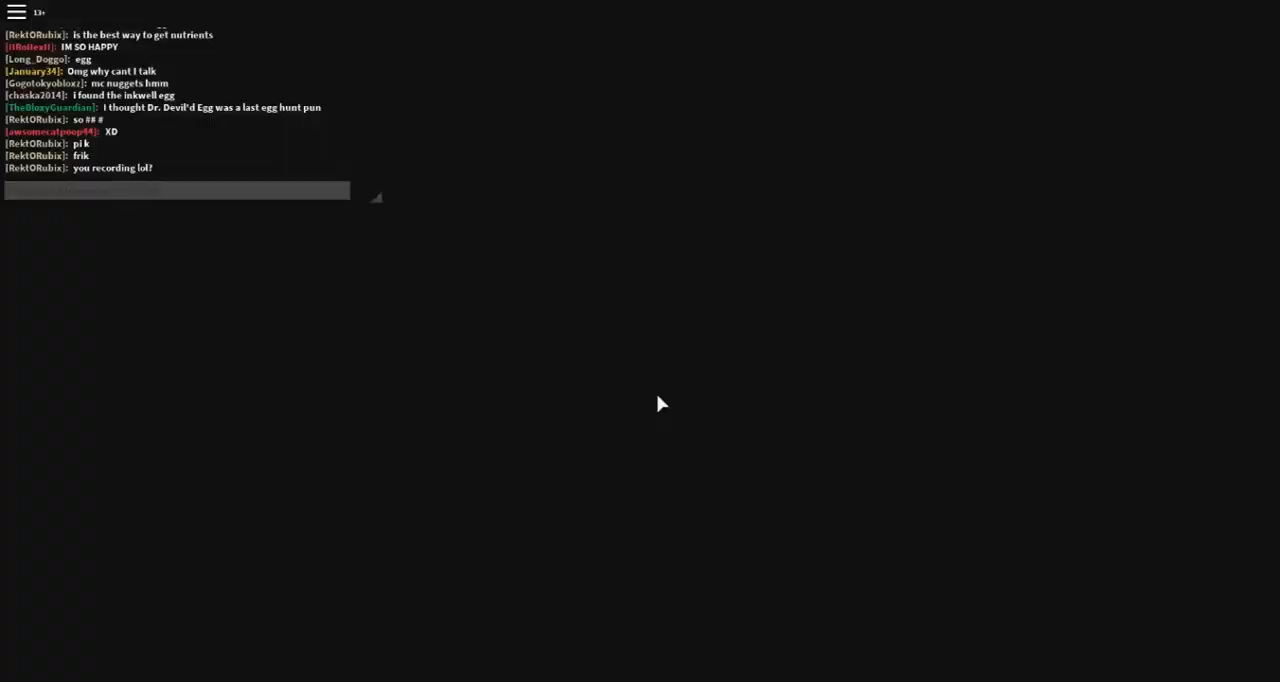 13+
[RektORubix]: is the best way to get nutrients
IM SO HAPPY
[Long_Doggo]: egg
[January34]: Omg why cant I talk
[Gogotokyobloxz]: mc nuggets hmm
[chaska2014]: i found the inkwell egg
[TheBloxyGuardian]: I thought Dr. Devil'd Egg was a last egg hunt pun
[RektORubix]: so ## #
[awsomecatpoop44]: XD
[RektORubix]: pi k
[RektORubix]: frik
[RektORubix]: you recording lol?